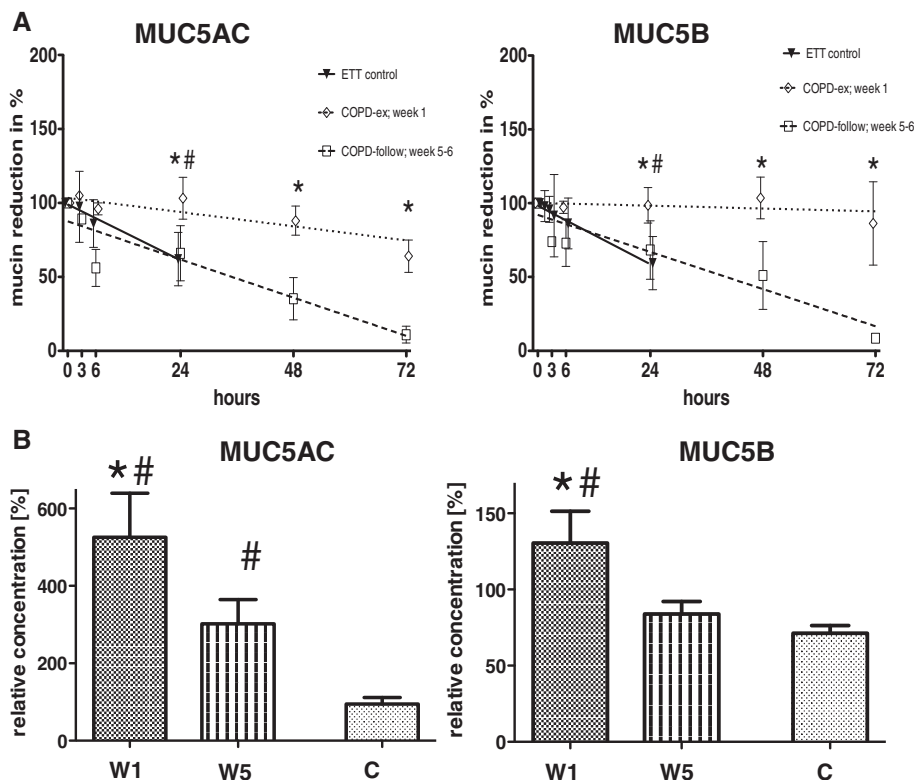 A
MUC5AC
mucin reduction in %
200
150
100
50
0
0 3 6 24 48 72
hours
ETT control
COPD-ex; week 1
COPD-follow; week 5-6
*#
*
*
MUC5B
mucin reduction in %
200
150
100
50
0
0 3 6 24 48 72
hours
ETT control
COPD-ex; week 1
COPD-follow; week 5-6
*#
*
*
B
MUC5AC
relative concentration [%]
600
400
200
0
* #
#
W1 W5 C
MUC5B
relative concentration [%]
150
100
50
0
* #
W1 W5 C